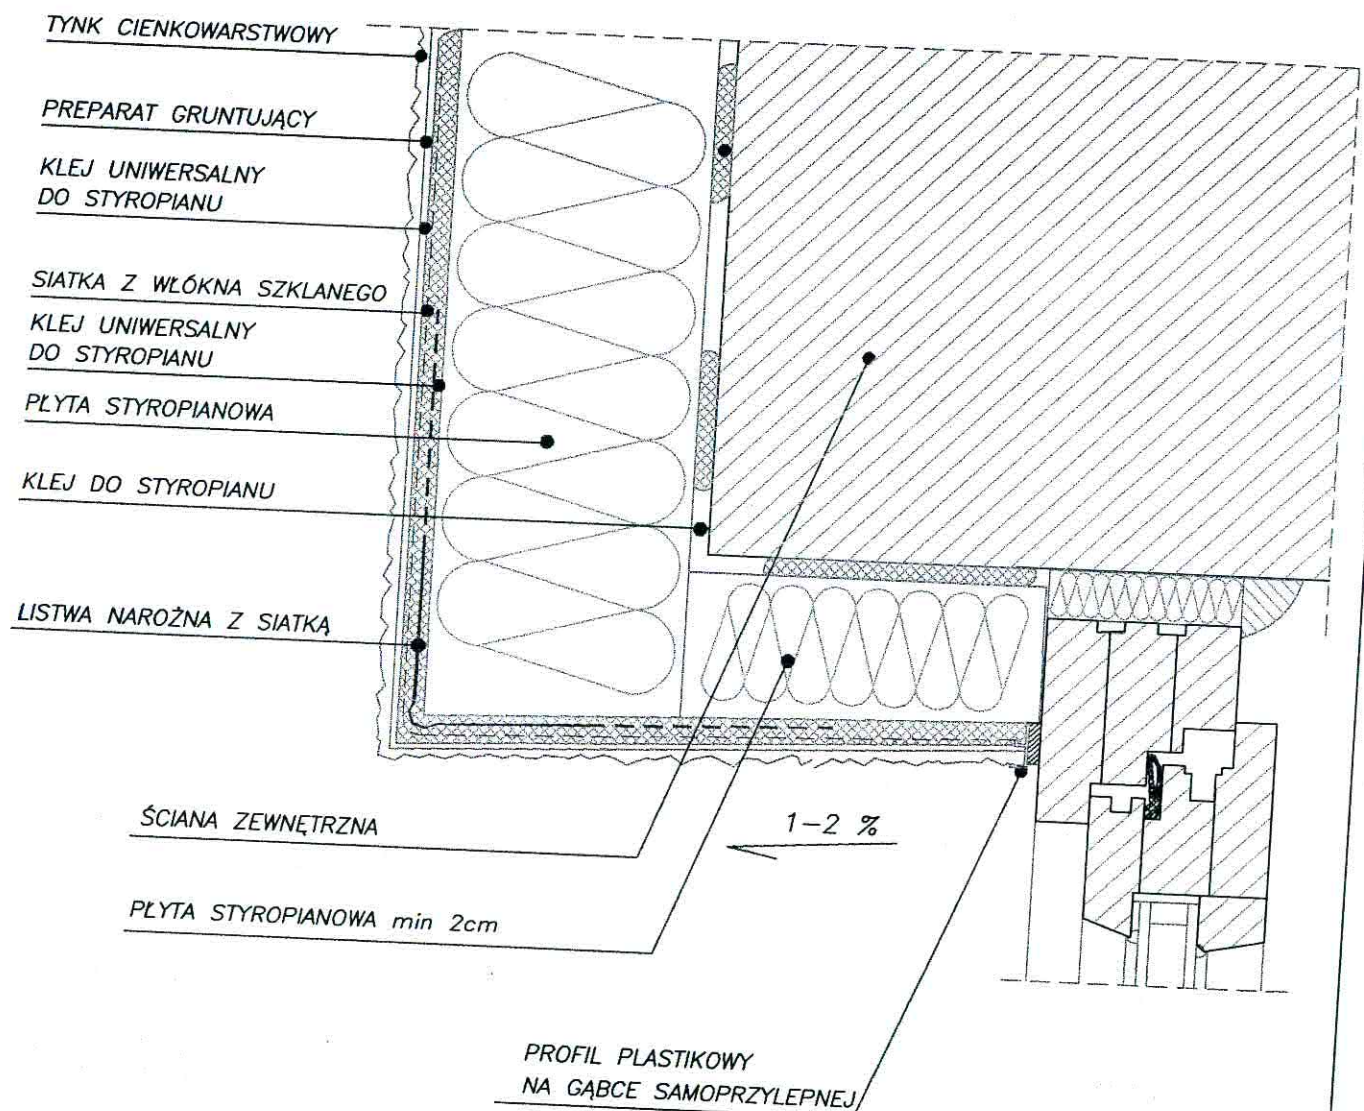 TYNK CIENKOWARSTWOWY
PREPARAT GRUNTUJĄCY
KLEJ UNIWERSALNY
DO STYROPIANU
SIATKA Z WŁÓKNA SZKLANEGO
KLEJ UNIWERSALNY
DO STYROPIANU
PŁYTA STYROPIANOWA
KLEJ DO STYROPIANU
LISTWA NAROŻNA Z SIATKĄ
ŚCIANA ZEWNĘTRZNA
1-2 %
PŁYTA STYROPIANOWA min 2cm
PROFIL PLASTIKOWY
NA GĄBCE SAMOPRZYLEPNEJ